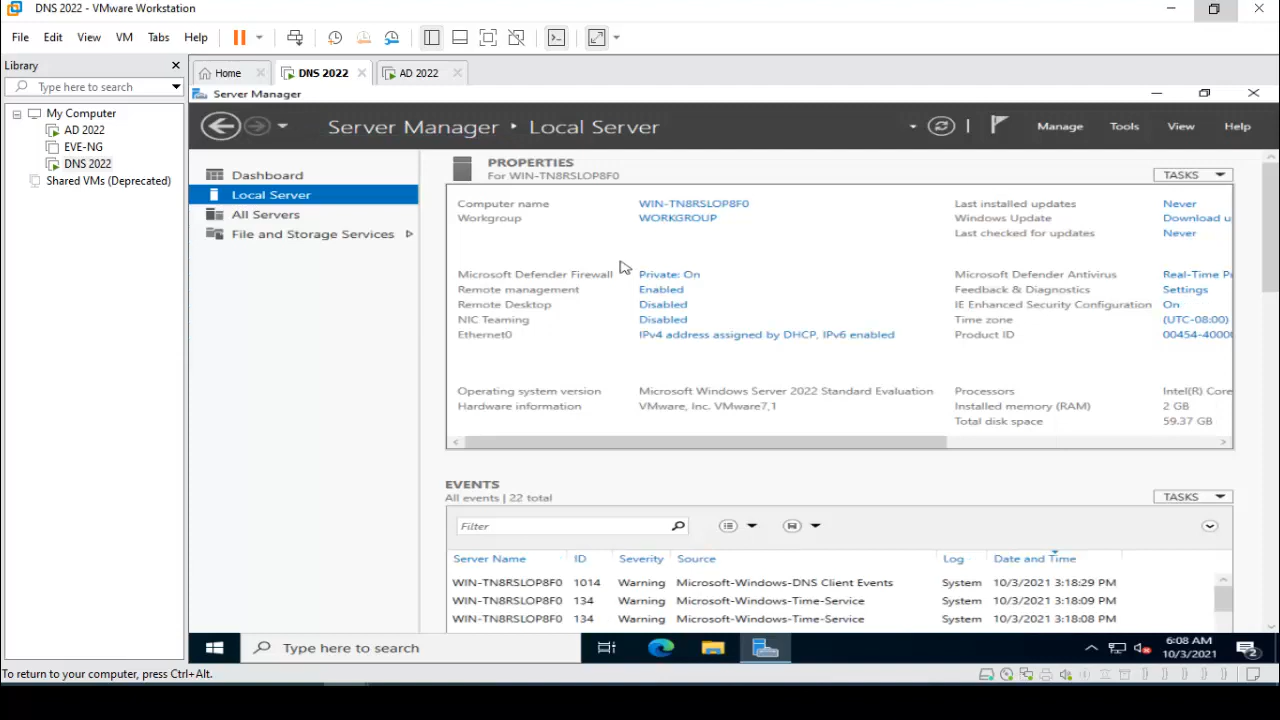 DNS 2022 - VMware Workstation
File Edit View VM Tabs Help
Library
Type here to search
My Computer
AD 2022
EVE-NG
DNS 2022
Shared VMs (Deprecated)
Home
DNS 2022
AD 2022
Server Manager
Server Manager • Local Server
Manage Tools View Help
Dashboard
Local Server
All Servers
File and Storage Services
PROPERTIES
For WIN-TN8RSLOP8F0
TASKS
Computer name WIN-TN8RSLOP8F0 Last installed updates Never
Workgroup WORKGROUP Windows Update Download u
Last checked for updates Never
Microsoft Defender Firewall Private: On Microsoft Defender Antivirus Real-Time Pr
Remote management Enabled Feedback & Diagnostics Settings
Remote Desktop Disabled IE Enhanced Security Configuration On
NIC Teaming Disabled Time zone (UTC-08:00)
Ethernet0 IPv4 address assigned by DHCP, IPv6 enabled Product ID 00454-40000
Operating system version Microsoft Windows Server 2022 Standard Evaluation Processors Intel(R) Core
Hardware information VMware, Inc. VMware7,1 Installed memory (RAM) 2 GB
Total disk space 59.37 GB
EVENTS
All events | 22 total
TASKS
Filter
Server Name ID Severity Source Log Date and Time
WIN-TN8RSLOP8F0 1014 Warning Microsoft-Windows-DNS Client Events System 10/3/2021 3:18:29 PM
WIN-TN8RSLOP8F0 134 Warning Microsoft-Windows-Time-Service System 10/3/2021 3:18:09 PM
WIN-TN8RSLOP8F0 134 Warning Microsoft-Windows-Time-Service System 10/3/2021 3:18:08 PM
Type here to search
6:08 AM
10/3/2021
2
To return to your computer, press Ctrl+Alt.